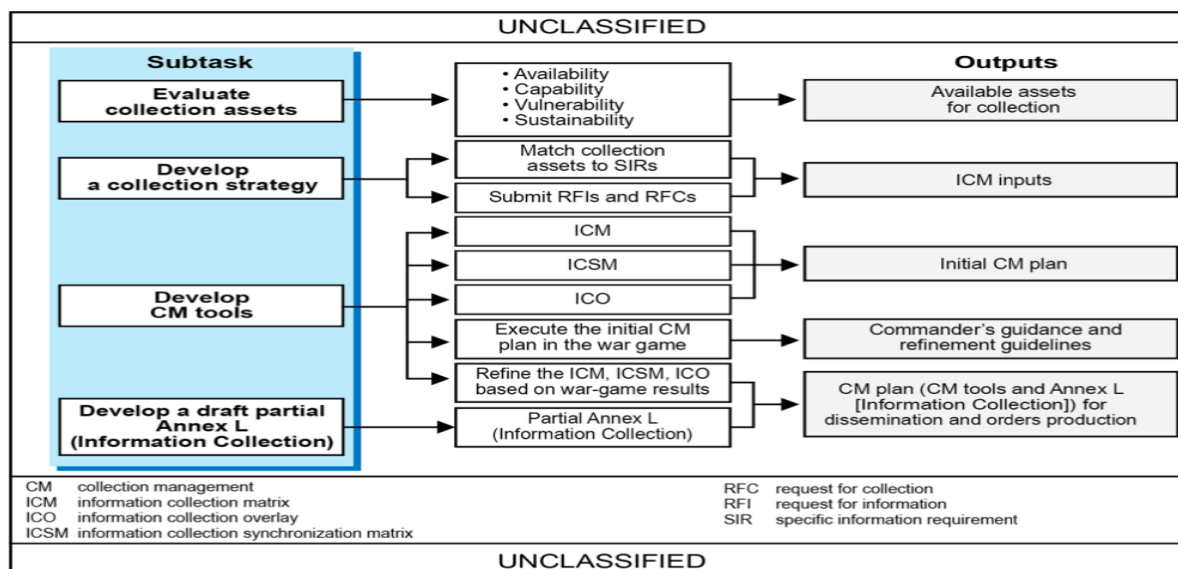 UNCLASSIFIED
Subtask
Outputs
Evaluate
collection assets
• Availability
• Capability
• Vulnerability
• Sustainability
Available assets
for collection
Develop
a collection strategy
Match collection
assets to SIRs
Submit RFIs and RFCs
ICM inputs
Develop
CM tools
ICM
ICSM
ICO
Initial CM plan
Execute the initial CM
plan in the war game
Commander's guidance and
refinement guidelines
Refine the ICM, ICSM, ICO
based on war-game results
Develop a draft partial
Annex L
(Information Collection)
Partial Annex L
(Information Collection)
CM plan (CM tools and Annex L
[Information Collection]) for
dissemination and orders production
CM collection management
ICM information collection matrix
ICO information collection overlay
ICSM information collection synchronization matrix
RFC request for collection
RFI request for information
SIR specific information requirement
UNCLASSIFIED